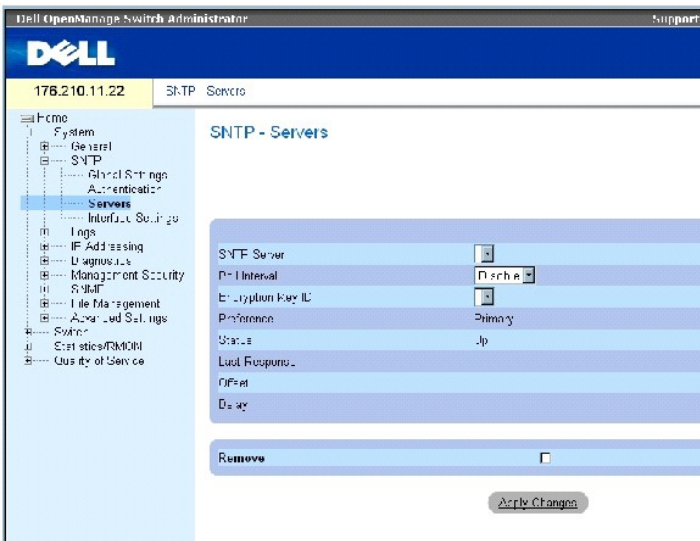 Dell OpenManage Switch Administrator
Support
DELL
176.210.11.22
SNTP Servers
Home
System
General
SNTP
Global Settings
Authentication
Servers
Interface Settings
Logs
IP Addressing
Diagnostics
Management Security
SNMP
File Management
Advanced Settings
Switch
Statistics/RMON
Quality of Service
SNTP - Servers
SNTP Server
Poll Interval
Disable
Encryption Key ID
Preference
Primary
Status
Up
Last Response
Offset
Delay
Remove
Apply Changes